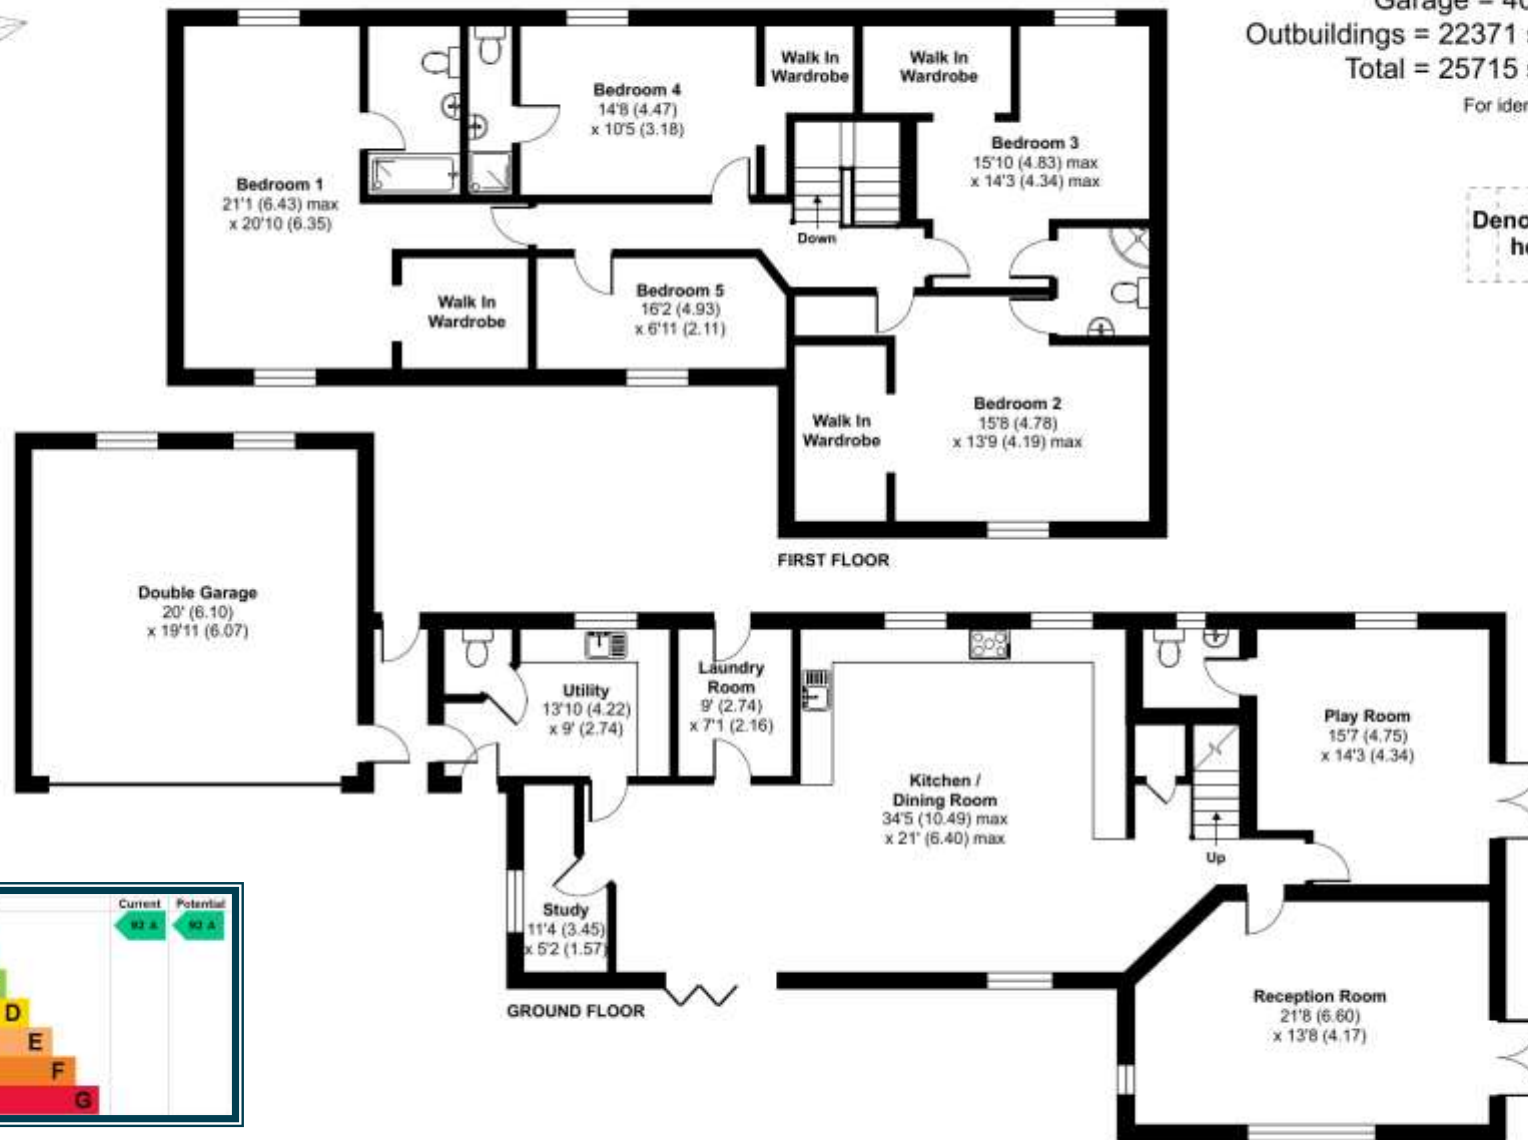 Garage = 40
Outbuildings = 22371
Total = 25715
For iden
Deno
he
Walk In
Wardrobe
Walk In
Wardrobe
Bedroom 4
14'8 (4.47)
x 10'5 (3.18)
Bedroom 3
15'10 (4.83) max
x 14'3 (4.34) max
Bedroom 1
21'1 (6.43) max
x 20'10 (6.35)
Down
Walk In
Wardrobe
Bedroom 5
16'2 (4.93)
x 6'11 (2.11)
Walk In
Wardrobe
Bedroom 2
15'8 (4.78)
x 13'9 (4.19) max
FIRST FLOOR
Double Garage
20' (6.10)
x 19'11 (6.07)
Utility
13'10 (4.22)
x 9' (2.74)
Laundry
Room
9' (2.74)
x 7'1 (2.16)
Kitchen /
Dining Room
34'5 (10.49) max
x 21' (6.40) max
Play Room
15'7 (4.75)
x 14'3 (4.34)
Up
Study
11'4 (3.45)
x 5'2 (1.57)
GROUND FLOOR
Reception Room
21'8 (6.60)
x 13'8 (4.17)
Current Potential
A A
D
E
F
G